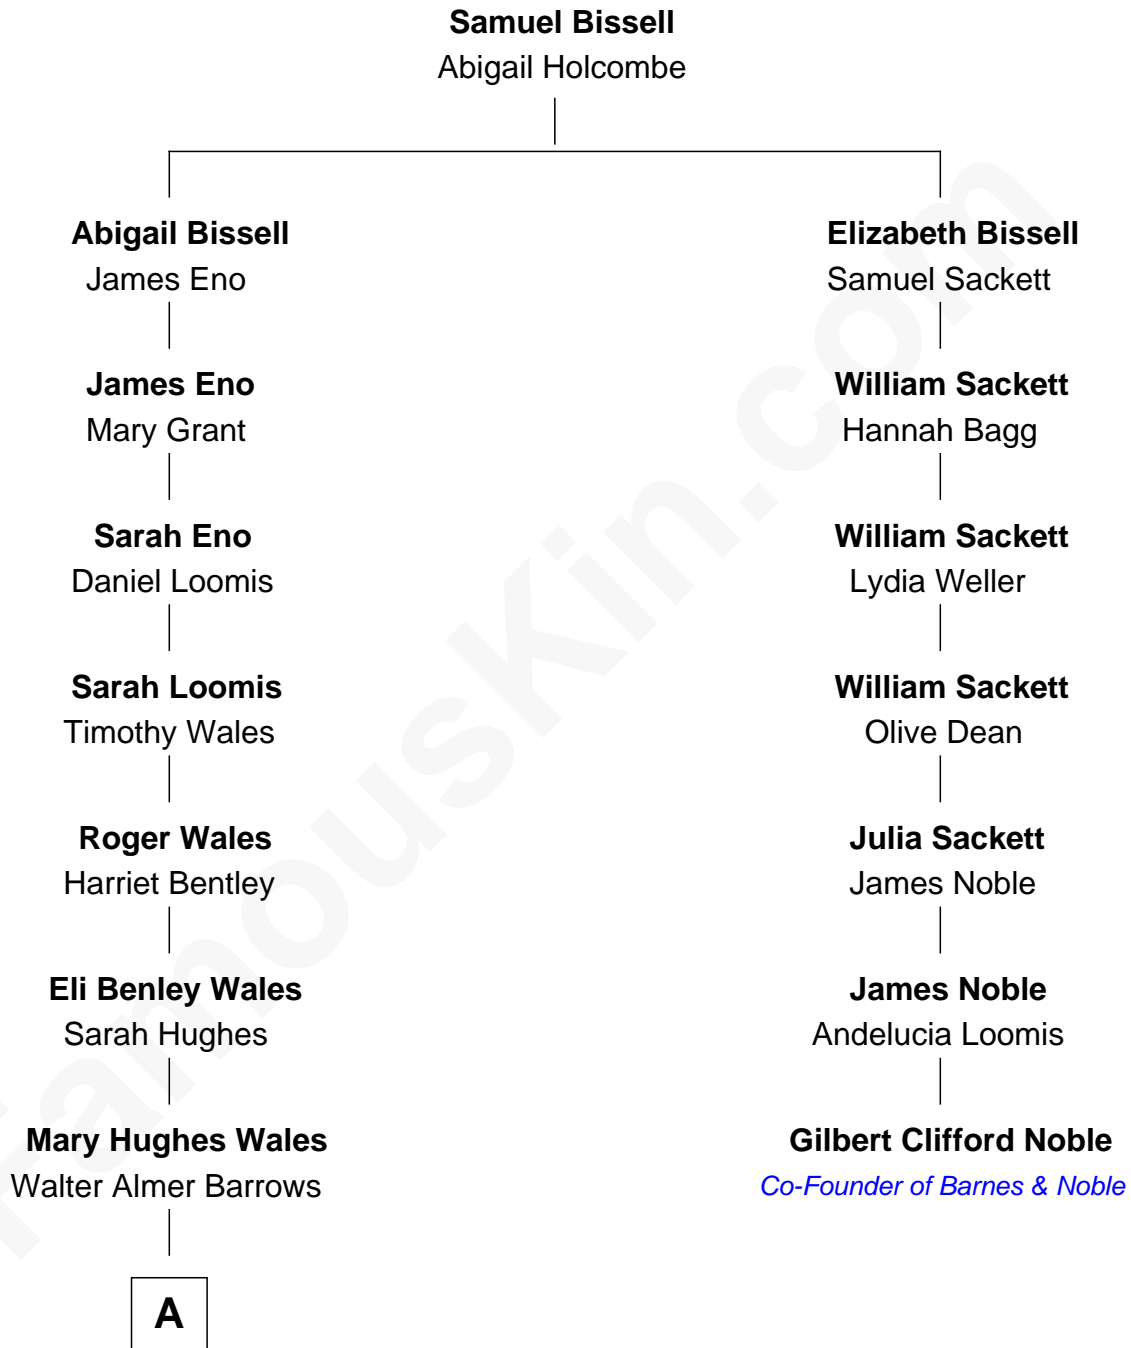 Samuel Bissell
Abigail Holcombe
Abigail Bissell
James Eno
James Eno
Mary Grant
Sarah Eno
Daniel Loomis
Sarah Loomis
Timothy Wales
Roger Wales
Harriet Bentley
Eli Benley Wales
Sarah Hughes
Mary Hughes Wales
Walter Almer Barrows
A
Elizabeth Bissell
Samuel Sackett
William Sackett
Hannah Bagg
William Sackett
Lydia Weller
William Sackett
Olive Dean
Julia Sackett
James Noble
James Noble
Andelucia Loomis
Gilbert Clifford Noble
Co-Founder of Barnes & Noble
FamousKin.com